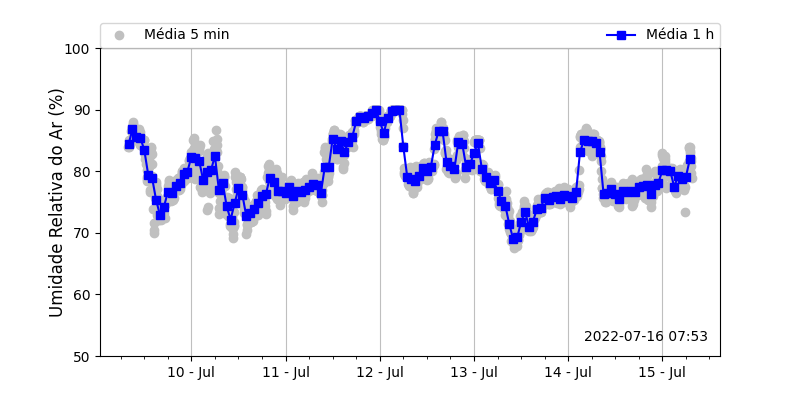 Média 5 min
Média 1 h
100
90
80
70
60
50
Umidade Relativa do Ar (%)
2022-07-16 07:53
10 - Jul
11 - Jul
12 - Jul
13 - Jul
14 - Jul
15 - Jul